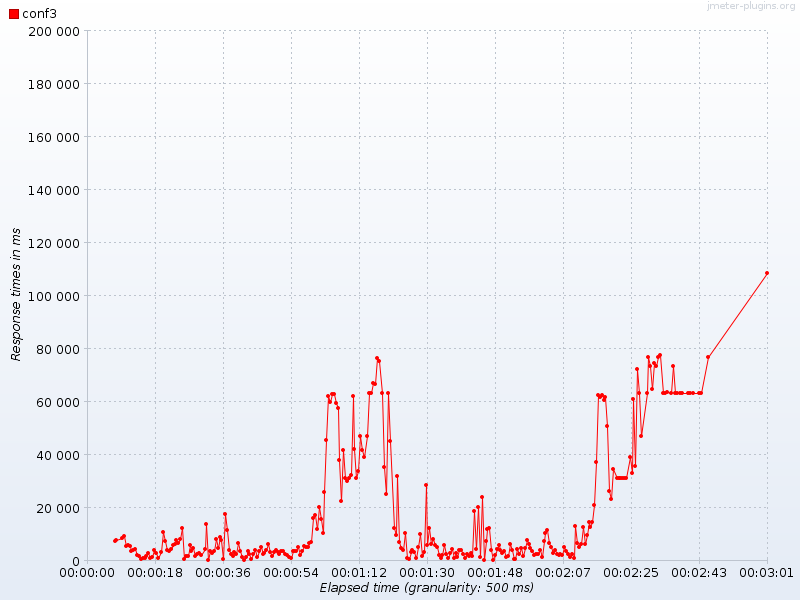 jmeter-plugins.org
conf3
200 000
180 000
160 000
140 000
120 000
100 000
80 000
60 000
40 000
20 000
0
Response times in ms
00:00:00 00:00:18 00:00:36 00:00:54 00:01:12 00:01:30 00:01:48 00:02:07 00:02:25 00:02:43 00:03:01
Elapsed time (granularity: 500 ms)